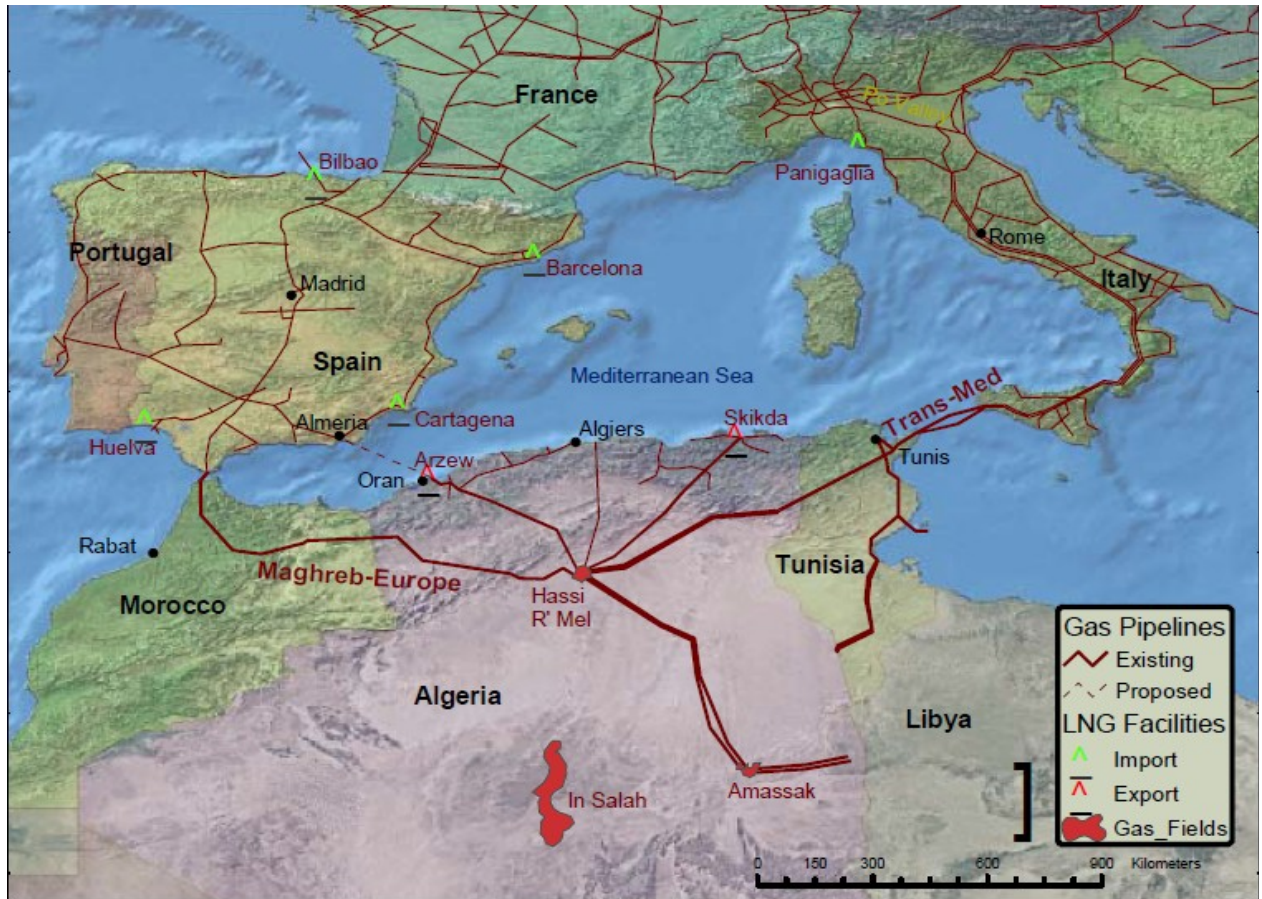 France
Po Valley
Bilbao
Panigaglia
Portugal
Rome
Barcelona
Italy
Madrid
Spain
Mediterranean Sea
Trans-Med
Almeria
Cartagena
Skikda
Huelva
Algiers
Arzew
Tunis
Oran
Rabat
Maghreb-Europe
Tunisia
Morocco
Hassi
R' Mel
Algeria
Libya
In Salah
Amassak
Gas Pipelines
Existing
Proposed
LNG Facilities
Import
Export
Gas_Fields
0 150 300 600 900 Kilometers